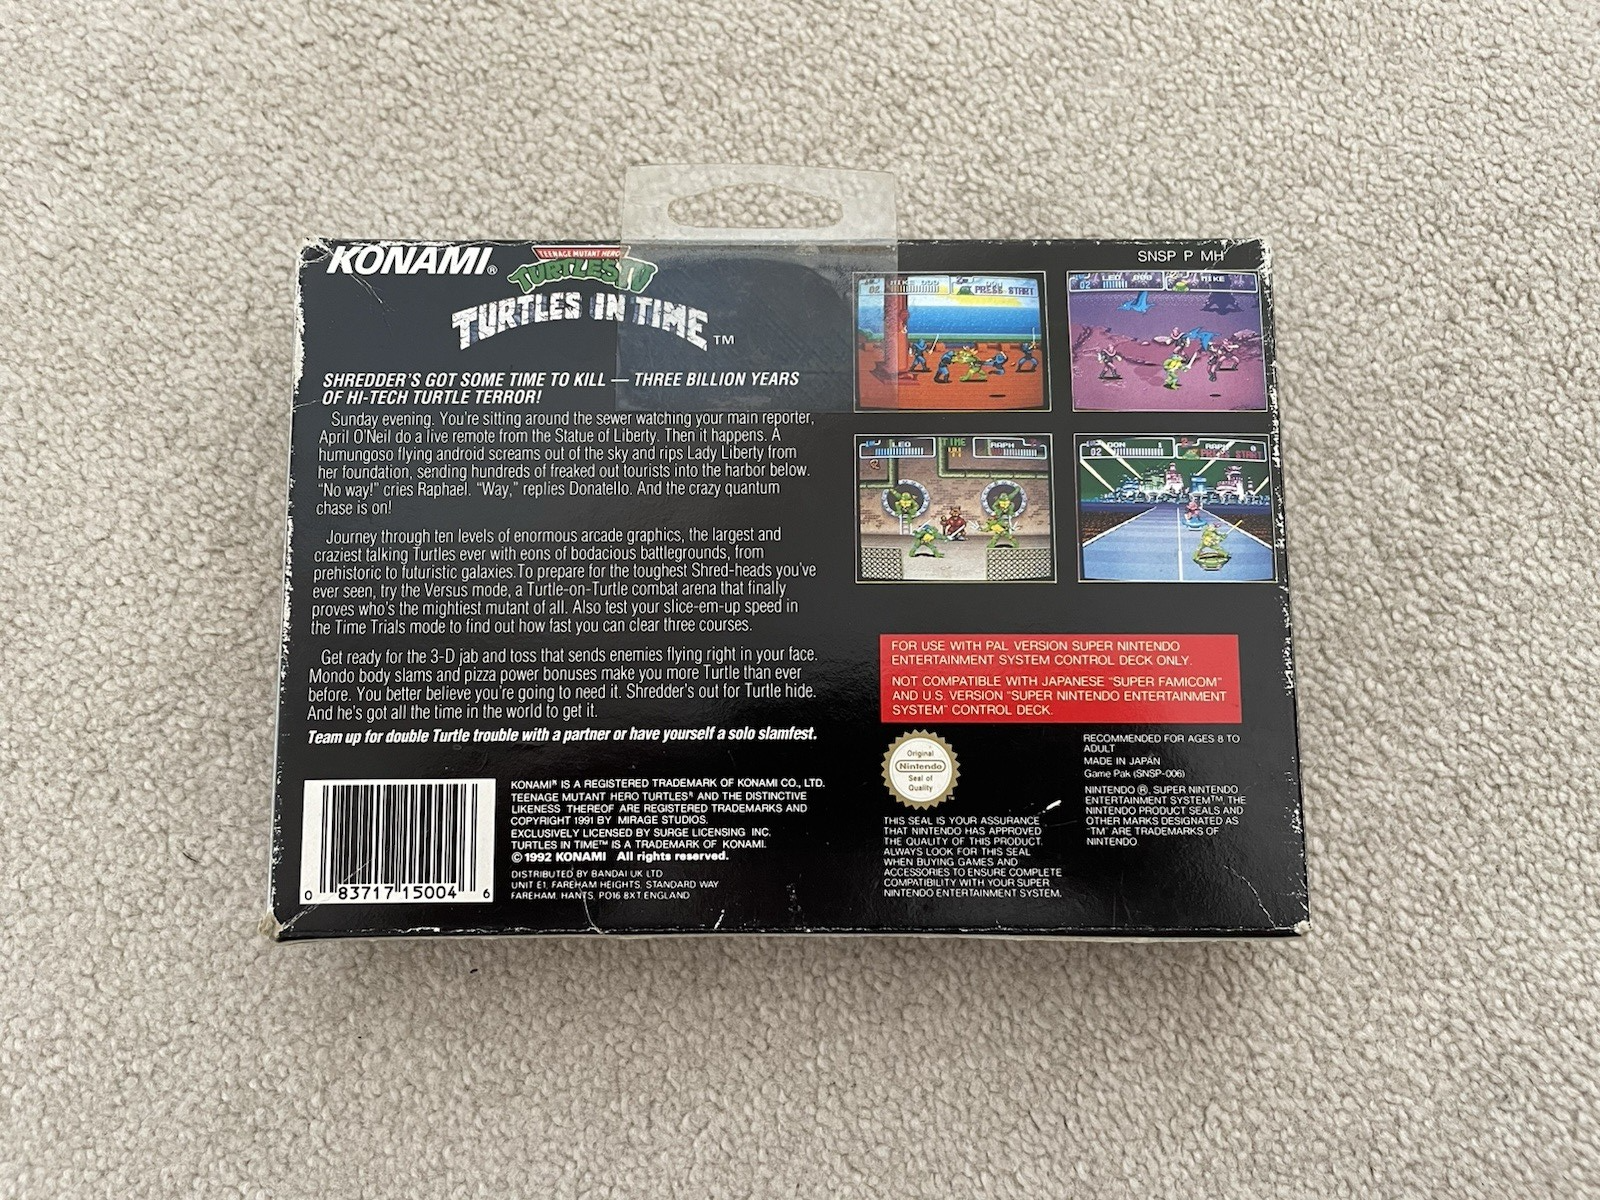 KONAMI®
TEENAGE MUTANT HERO
TURTLES IV
TURTLES IN TIME™
SNSP P MH
SHREDDER'S GOT SOME TIME TO KILL — THREE BILLION YEARS
OF HI-TECH TURTLE TERROR!
Sunday evening. You're sitting around the sewer watching your main reporter,
April O'Neil do a live remote from the Statue of Liberty. Then it happens. A
humungoso flying android screams out of the sky and rips Lady Liberty from
her foundation, sending hundreds of freaked out tourists into the harbor below.
"No way!" cries Raphael. "Way," replies Donatello. And the crazy quantum
chase is on!
Journey through ten levels of enormous arcade graphics, the largest and
craziest talking Turtles ever with eons of bodacious battlegrounds, from
prehistoric to futuristic galaxies. To prepare for the toughest Shred-heads you've
ever seen, try the Versus mode, a Turtle-on-Turtle combat arena that finally
proves who's the mightiest mutant of all. Also test your slice-em-up speed in
the Time Trials mode to find out how fast you can clear three courses.
Get ready for the 3-D jab and toss that sends enemies flying right in your face.
Mondo body slams and pizza power bonuses make you more Turtle than ever
before. You better believe you're going to need it. Shredder's out for Turtle hide.
And he's got all the time in the world to get it.
Team up for double Turtle trouble with a partner or have yourself a solo slamfest.
0 83717 15004 6
KONAMI® IS A REGISTERED TRADEMARK OF KONAMI CO., LTD.
TEENAGE MUTANT HERO TURTLES® AND THE DISTINCTIVE
LIKENESS THEREOF ARE REGISTERED TRADEMARKS AND
COPYRIGHT 1991 BY MIRAGE STUDIOS.
EXCLUSIVELY LICENSED BY SURGE LICENSING INC.
TURTLES IN TIME™ IS A TRADEMARK OF KONAMI.
© 1992 KONAMI All rights reserved.
DISTRIBUTED BY BANDAI UK LTD
UNIT E1, FAREHAM HEIGHTS, STANDARD WAY
FAREHAM, HANTS, PO16 8XT ENGLAND
MIKE
02
PRESS START
LEO
02
MIKE
LEO
TIME
RAPH
DON 1
02
RAPH 0
PRESS START
FOR USE WITH PAL VERSION SUPER NINTENDO
ENTERTAINMENT SYSTEM CONTROL DECK ONLY.
NOT COMPATIBLE WITH JAPANESE "SUPER FAMICOM"
AND U.S. VERSION "SUPER NINTENDO ENTERTAINMENT
SYSTEM" CONTROL DECK.
Original
Nintendo
Seal of
Quality
TM
THIS SEAL IS YOUR ASSURANCE
THAT NINTENDO HAS APPROVED
THE QUALITY OF THIS PRODUCT.
ALWAYS LOOK FOR THIS SEAL
WHEN BUYING GAMES AND
ACCESSORIES TO ENSURE COMPLETE
COMPATIBILITY WITH YOUR SUPER
NINTENDO ENTERTAINMENT SYSTEM.
RECOMMENDED FOR AGES 8 TO
ADULT
MADE IN JAPAN
Game Pak (SNSP-006)
NINTENDO ®, SUPER NINTENDO
ENTERTAINMENT SYSTEM™, THE
NINTENDO PRODUCT SEALS AND
OTHER MARKS DESIGNATED AS
"TM" ARE TRADEMARKS OF
NINTENDO